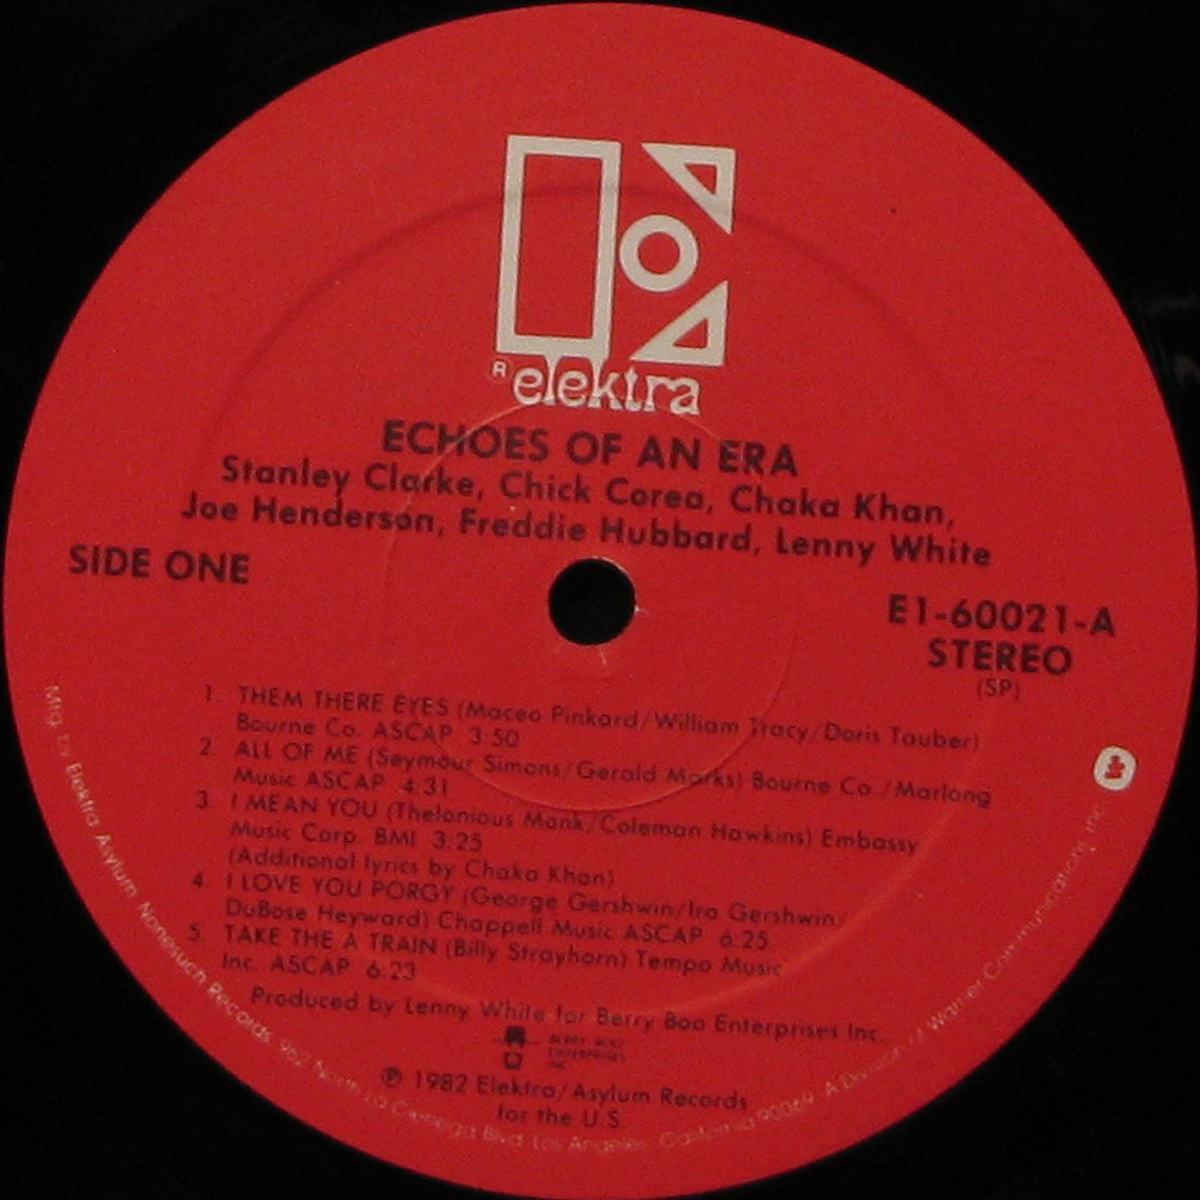 ® elektra
ECHOES OF AN ERA
Stanley Clarke, Chick Corea, Chaka Khan,
Joe Henderson, Freddie Hubbard, Lenny White
SIDE ONE
E1-60021-A
STEREO
(SP)
1. THEM THERE EYES (Maceo Pinkard/William Tracy/Doris Tauber)
Bourne Co. ASCAP 3:50
2. ALL OF ME (Seymour Simons/Gerald Marks) Bourne Co./Marlong
Music ASCAP 4:31
3. I MEAN YOU (Thelonious Monk/Coleman Hawkins) Embassy
Music Corp. BMI 3:25
(Additional lyrics by Chaka Khan)
4. I LOVE YOU PORGY (George Gershwin/Ira Gershwin/
DuBose Heyward) Chappell Music ASCAP 6:25
5. TAKE THE A TRAIN (Billy Strayhorn) Tempo Music
Inc. ASCAP 6:23
Produced by Lenny White for Berry Boo Enterprises Inc.
BERRY BOO
ENTERPRISES
INC.
℗ 1982 Elektra/Asylum Records
for the U.S.
Mfg. by Elektra Asylum Nonesuch Records, 962 North La Cienega Blvd. Los Angeles, California 90069. A Division of Warner Communications, Inc.